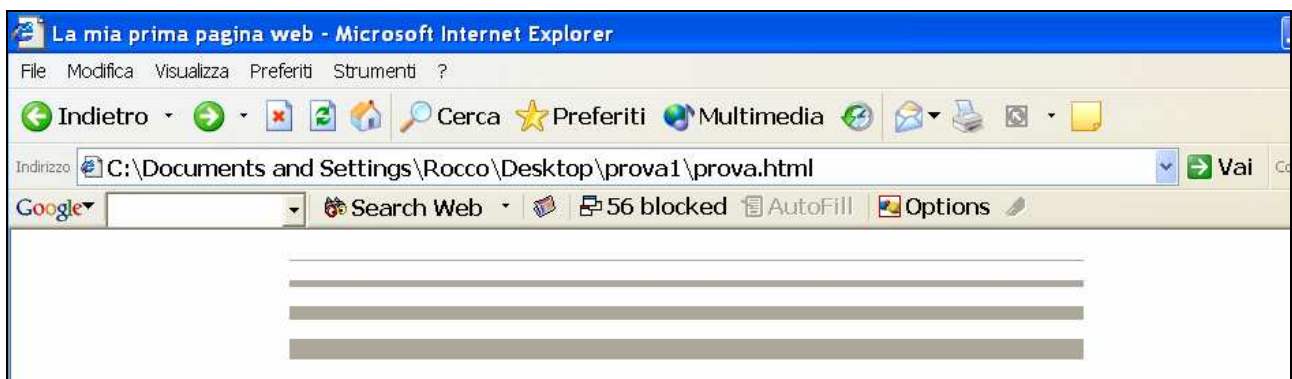 La mia prima pagina web - Microsoft Internet Explorer
File Modifica Visualizza Preferiti Strumenti ?
Indietro Cerca Preferiti Multimedia
Indirizzo C:\Documents and Settings\Rocco\Desktop\prova1\prova.html Vai
Google Search Web 56 blocked AutoFill Options